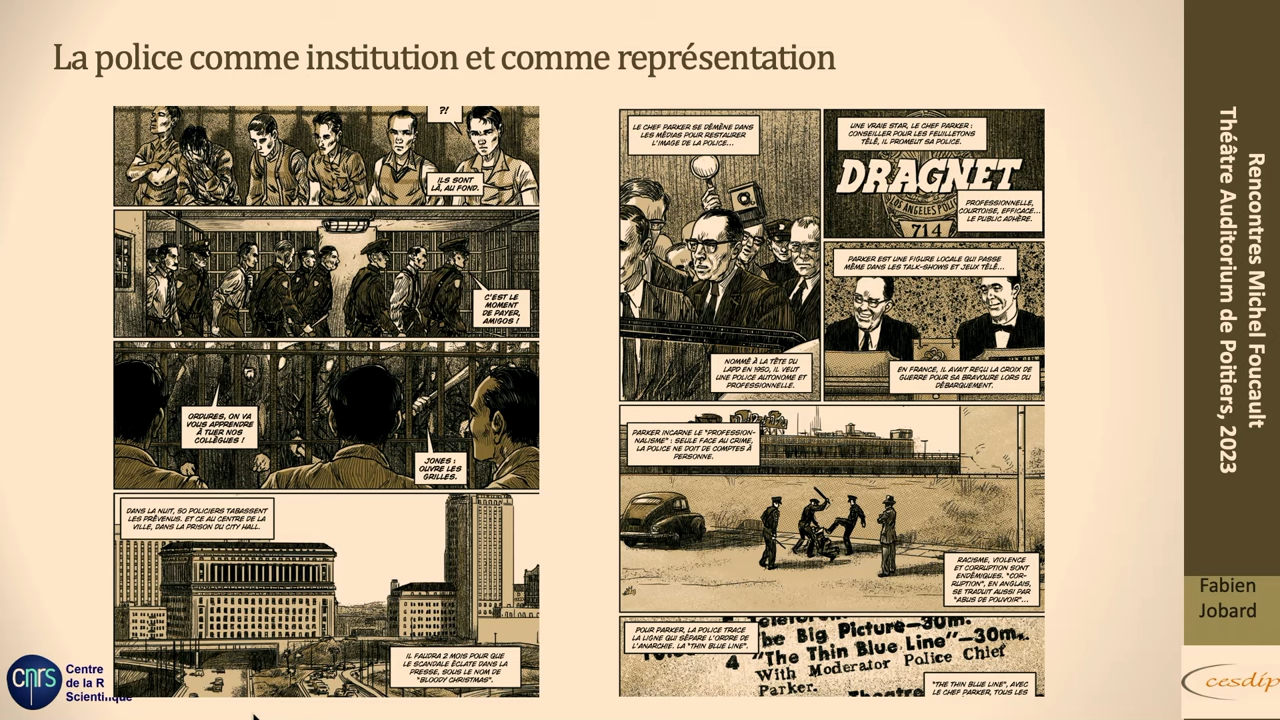 La police comme institution et comme représentation
?!
ILS SONT
LÀ, AU FOND.
C'EST LE
MOMENT
DE PAYER,
AMIGOS !
ORDURES, ON VA
VOUS APPRENDRE
À TUER NOS
COLLÈGUES !
JONES :
OUVRE LES
GRILLES.
DANS LA NUIT, 50 POLICIERS TABASSENT
LES PRÉVENUS. ET CE AU CENTRE DE LA
VILLE, DANS LA PRISON DU CITY HALL.
IL FAUDRA 2 MOIS POUR QUE
LE SCANDALE ÉCLATE DANS LA
PRESSE, SOUS LE NOM DE
"BLOODY CHRISTMAS".
LE CHEF PARKER SE DÉMÈNE DANS
LES MÉDIAS POUR RESTAURER
L'IMAGE DE LA POLICE...
NOMMÉ À LA TÊTE DU
LAPD EN 1950, IL VEUT
UNE POLICE AUTONOME ET
PROFESSIONNELLE.
UNE VRAIE STAR, LE CHEF PARKER :
CONSEILLER POUR LES FEUILLETONS
TÉLÉ, IL PROMEUT SA POLICE.
DRAGNET
LOS ANGELES POLI
714
PROFESSIONNELLE,
COURTOISE, EFFICACE...
LE PUBLIC ADHÈRE.
PARKER EST UNE FIGURE LOCALE QUI PASSE
MÊME DANS LES TALK-SHOWS ET JEUX TÉLÉ...
EN FRANCE, IL AVAIT REÇU LA CROIX DE
GUERRE POUR SA BRAVOURE LORS DU
DÉBARQUEMENT.
PARKER INCARNE LE "PROFESSION-
NALISME" : SEULE FACE AU CRIME,
LA POLICE NE DOIT DE COMPTES À
PERSONNE.
RACISME, VIOLENCE
ET CORRUPTION SONT
ENDÉMIQUES. "COR-
RUPTION", EN ANGLAIS,
SE TRADUIT AUSSI PAR
"ABUS DE POUVOIR"...
POUR PARKER, LA POLICE TRACE
LA LIGNE QUI SÉPARE L'ORDRE DE
L'ANARCHIE. LA "THIN BLUE LINE".
be Big Picture—30m.
4 "The Thin Blue Line"—30m.
With Moderator Police Chief
Parker.
Theatre
"THE THIN BLUE LINE", AVEC
LE CHEF PARKER, TOUS LES
Rencontres Michel Foucault
Théâtre Auditorium de Poitiers, 2023
Fabien
Jobard
cnrs
Centre
de la R
Scientifique
cesdip